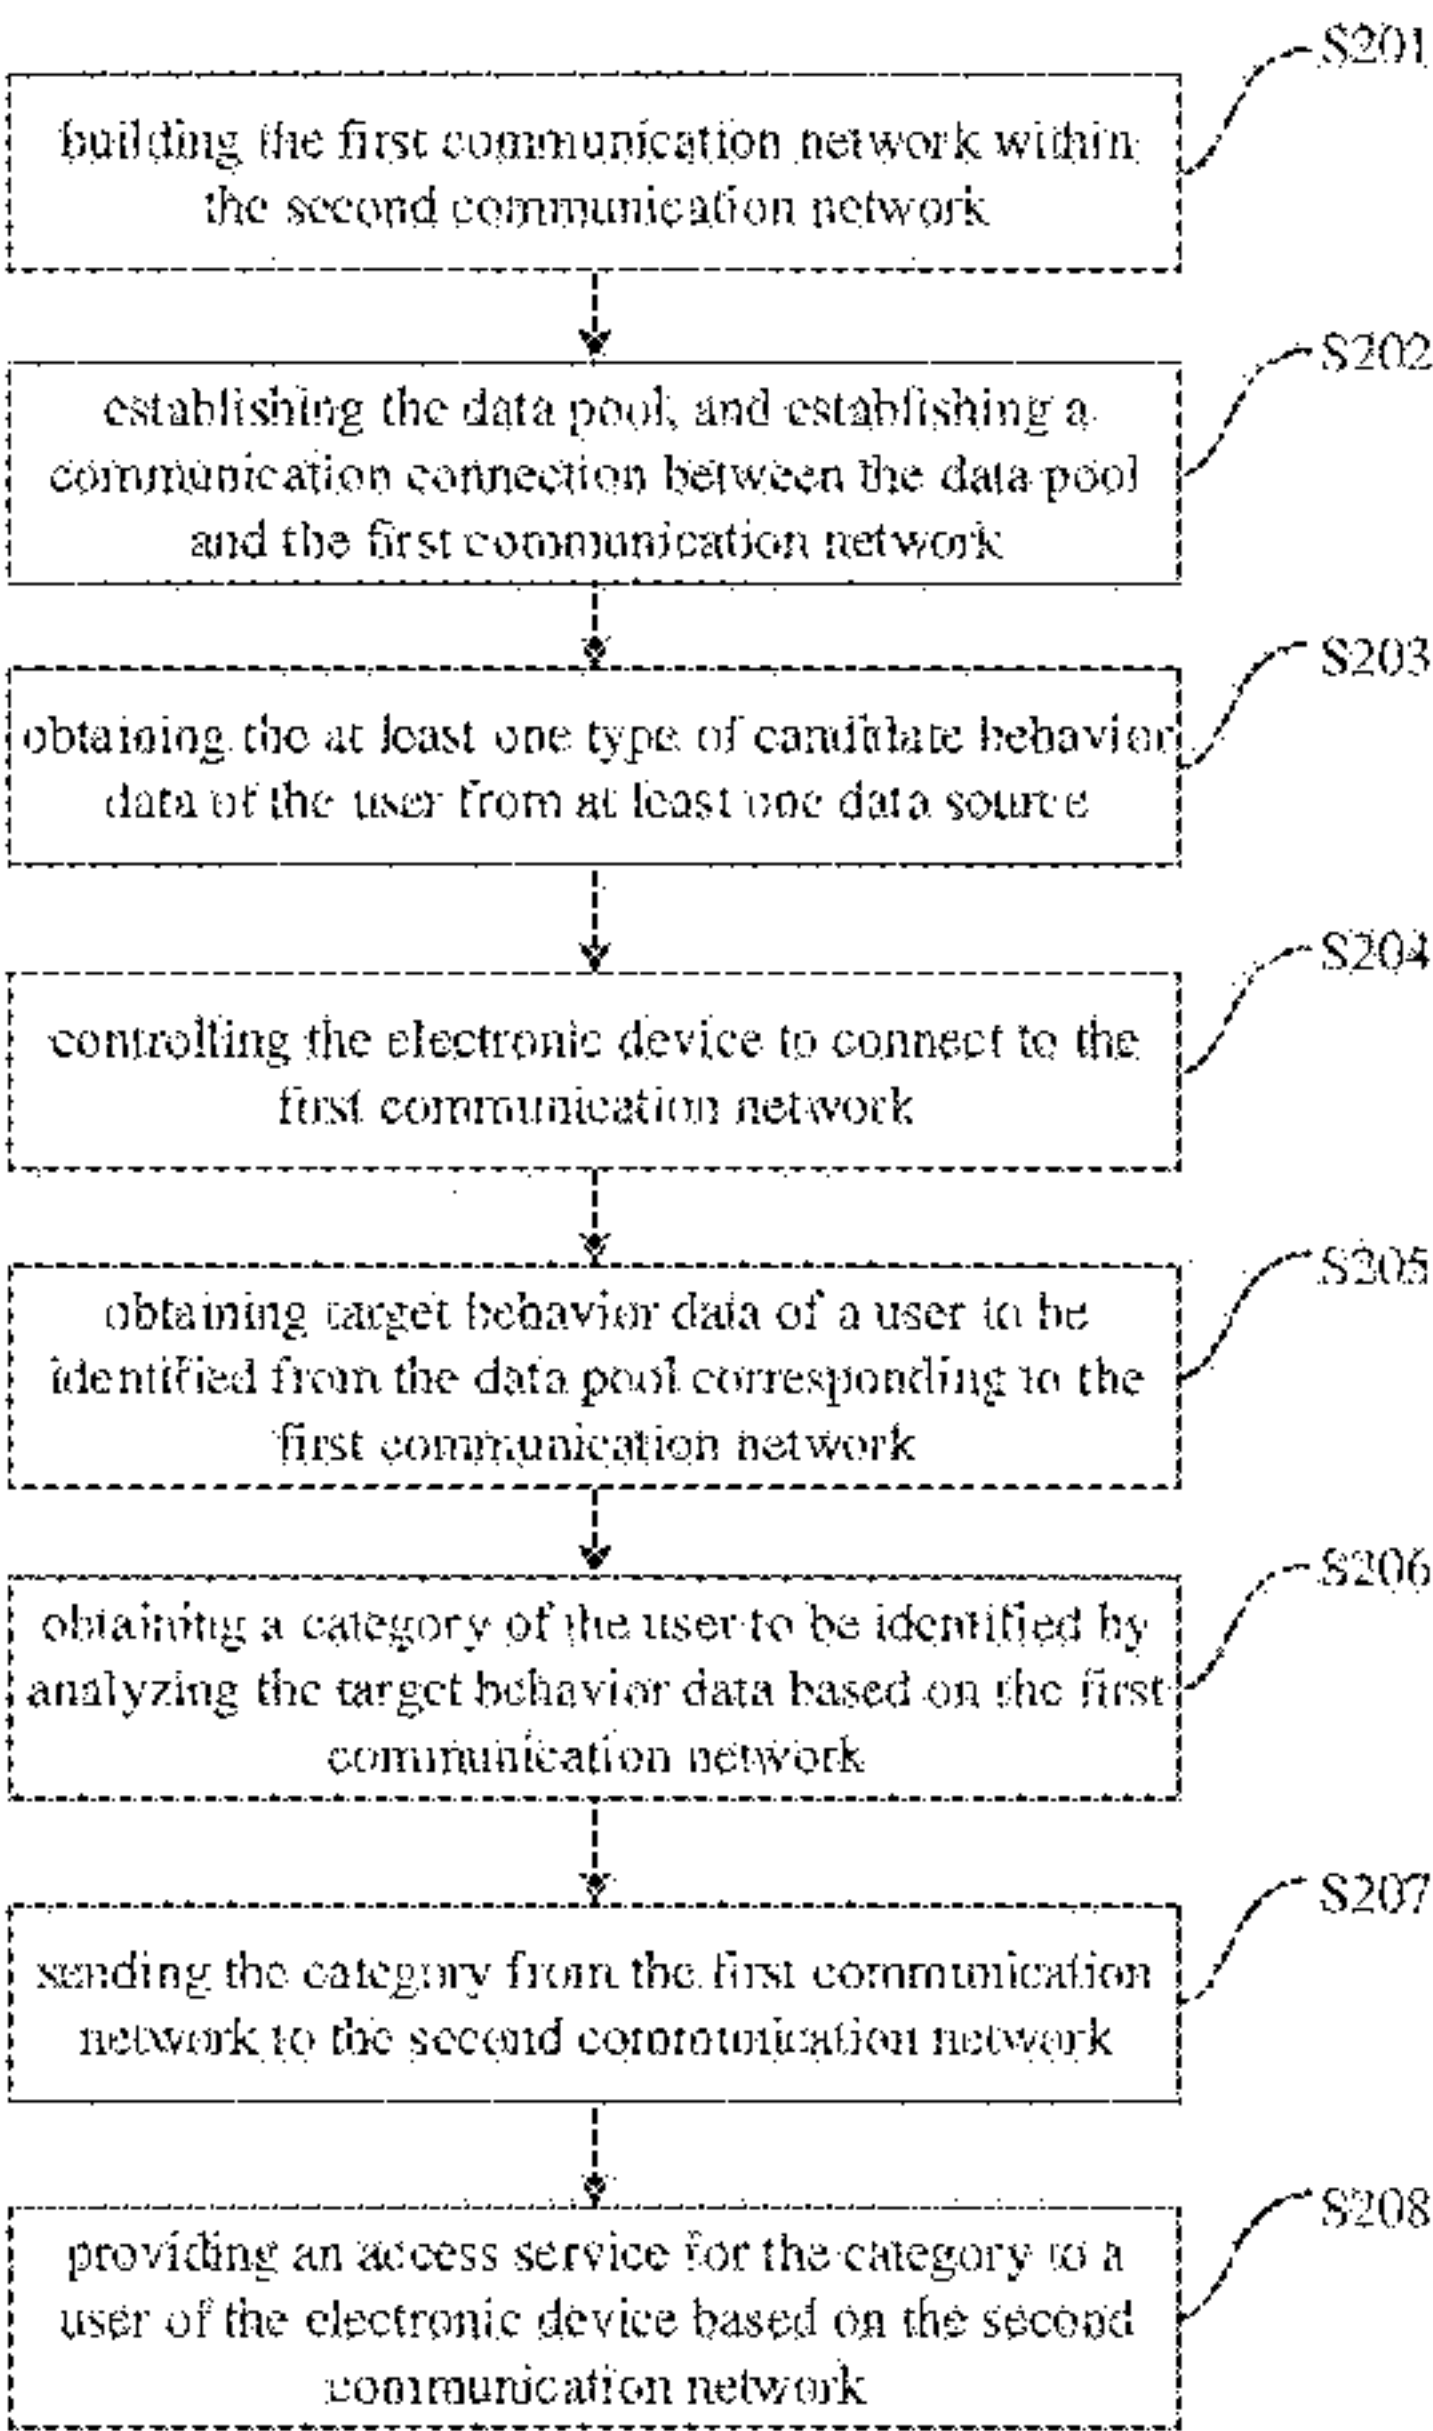 S201
building the first communication network within
the second communication network
S202
establishing the data pool, and establishing a
communication connection between the data pool
and the first communication network
S203
obtaining the at least one type of candidate behavior
data of the user from at least one data source
S204
controlling the electronic device to connect to the
first communication network
S205
obtaining target behavior data of a user to be
identified from the data pool corresponding to the
first communication network
S206
obtaining a category of the user to be identified by
analyzing the target behavior data based on the first
communication network
S207
sending the category from the first communication
network to the second communication network
S208
providing an access service for the category to a
user of the electronic device based on the second
communication network